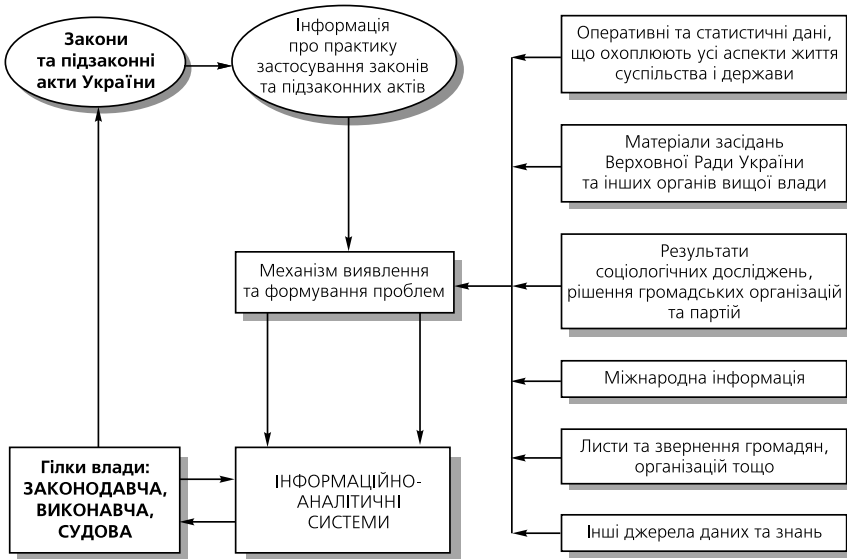 Закони
та підзаконні
акти України
Інформація
про практику
застосування законів
та підзаконних актів
Механізм виявлення
та формування проблем
Гілки влади:
ЗАКОНОДАВЧА,
ВИКОНАВЧА,
СУДОВА
ІНФОРМАЦІЙНО-
АНАЛІТИЧНІ
СИСТЕМИ
Оперативні та статистичні дані,
що охоплюють усі аспекти життя
суспільства і держави
Матеріали засідань
Верховної Ради України
та інших органів вищої влади
Результати
соціологічних досліджень,
рішення громадських організацій
та партій
Міжнародна інформація
Листи та звернення громадян,
організацій тощо
Інші джерела даних та знань